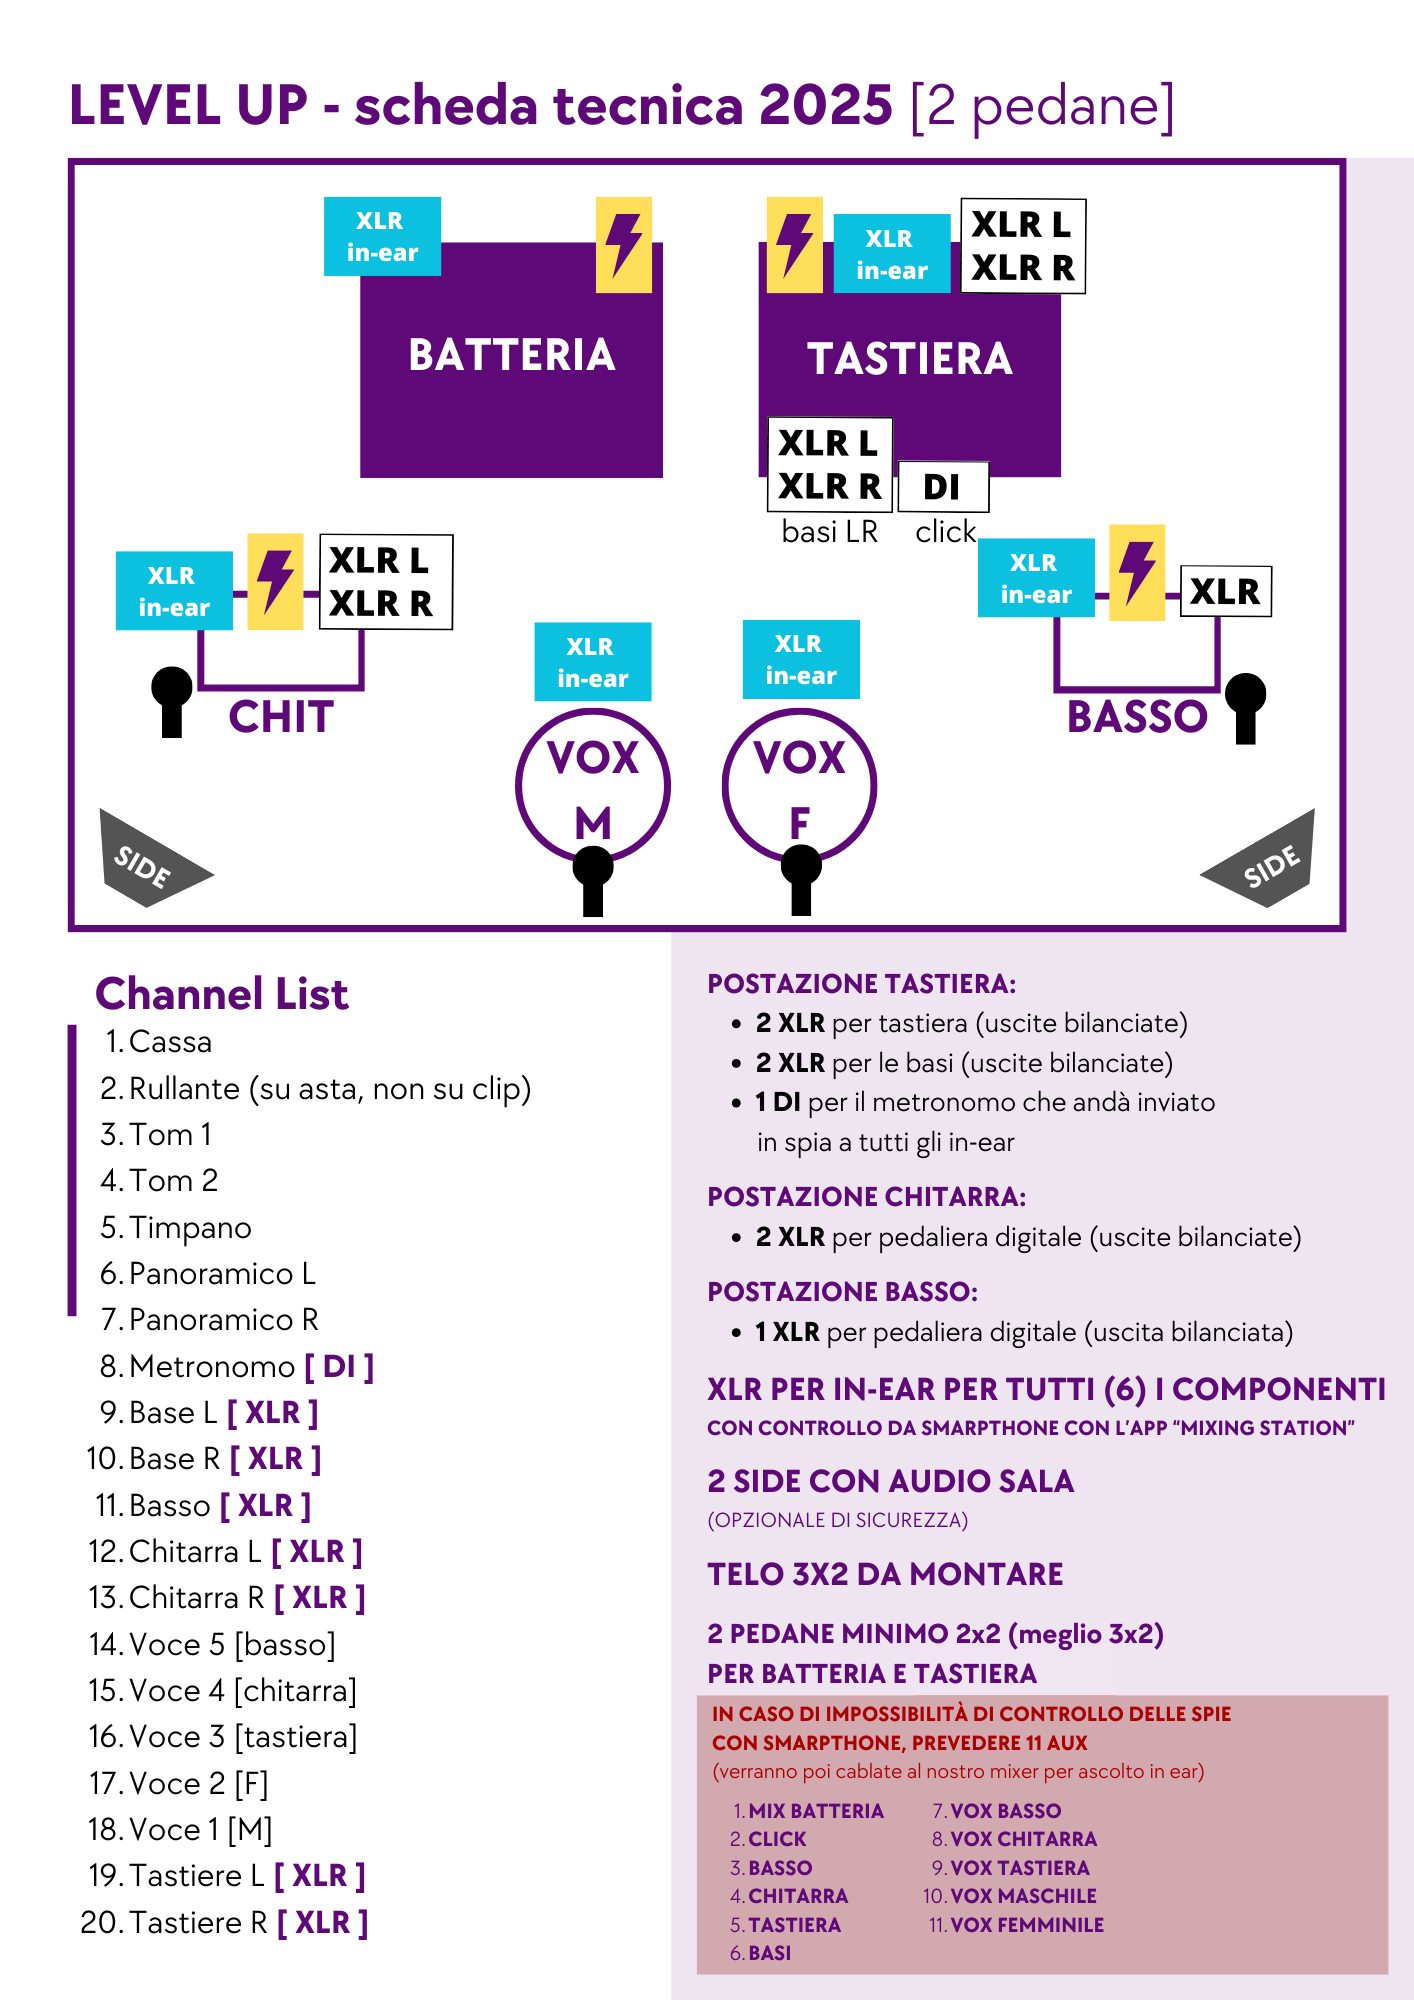 LEVEL UP - scheda tecnica 2025 [2 pedane]
XLR
in-ear
BATTERIA
XLR
in-ear
XLR L
XLR R
TASTIERA
XLR L
XLR R
basi LR
DI
click
XLR
in-ear
XLR L
XLR R
CHIT
XLR
in-ear
VOX
M
XLR
in-ear
VOX
F
XLR
in-ear
XLR
BASSO
SIDE
SIDE
Channel List
1. Cassa
2. Rullante (su asta, non su clip)
3. Tom 1
4. Tom 2
5. Timpano
6. Panoramico L
7. Panoramico R
8. Metronomo [ DI ]
9. Base L [ XLR ]
10. Base R [ XLR ]
11. Basso [ XLR ]
12. Chitarra L [ XLR ]
13. Chitarra R [ XLR ]
14. Voce 5 [basso]
15. Voce 4 [chitarra]
16. Voce 3 [tastiera]
17. Voce 2 [F]
18. Voce 1 [M]
19. Tastiere L [ XLR ]
20. Tastiere R [ XLR ]
POSTAZIONE TASTIERA:
• 2 XLR per tastiera (uscite bilanciate)
• 2 XLR per le basi (uscite bilanciate)
• 1 DI per il metronomo che andà inviato
in spia a tutti gli in-ear
POSTAZIONE CHITARRA:
• 2 XLR per pedaliera digitale (uscite bilanciate)
POSTAZIONE BASSO:
• 1 XLR per pedaliera digitale (uscita bilanciata)
XLR PER IN-EAR PER TUTTI (6) I COMPONENTI
CON CONTROLLO DA SMARPTHONE CON L'APP “MIXING STATION”
2 SIDE CON AUDIO SALA
(OPZIONALE DI SICUREZZA)
TELO 3X2 DA MONTARE
2 PEDANE MINIMO 2x2 (meglio 3x2)
PER BATTERIA E TASTIERA
IN CASO DI IMPOSSIBILITÀ DI CONTROLLO DELLE SPIE
CON SMARPTHONE, PREVEDERE 11 AUX
(verranno poi cablate al nostro mixer per ascolto in ear)
1. MIX BATTERIA
2. CLICK
3. BASSO
4. CHITARRA
5. TASTIERA
6. BASI
7. VOX BASSO
8. VOX CHITARRA
9. VOX TASTIERA
10. VOX MASCHILE
11. VOX FEMMINILE